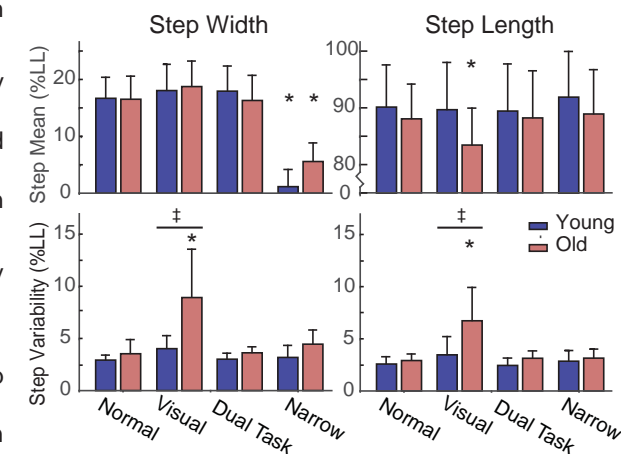 Step Width
Step Length
Step Mean (%LL)
20
10
0
* *
100
90
80
0
*
Step Variability (%LL)
15
10
5
0
‡
*
15
10
5
0
‡
*
Young
Old
Normal
Visual
Dual Task
Narrow
Normal
Visual
Dual Task
Narrow